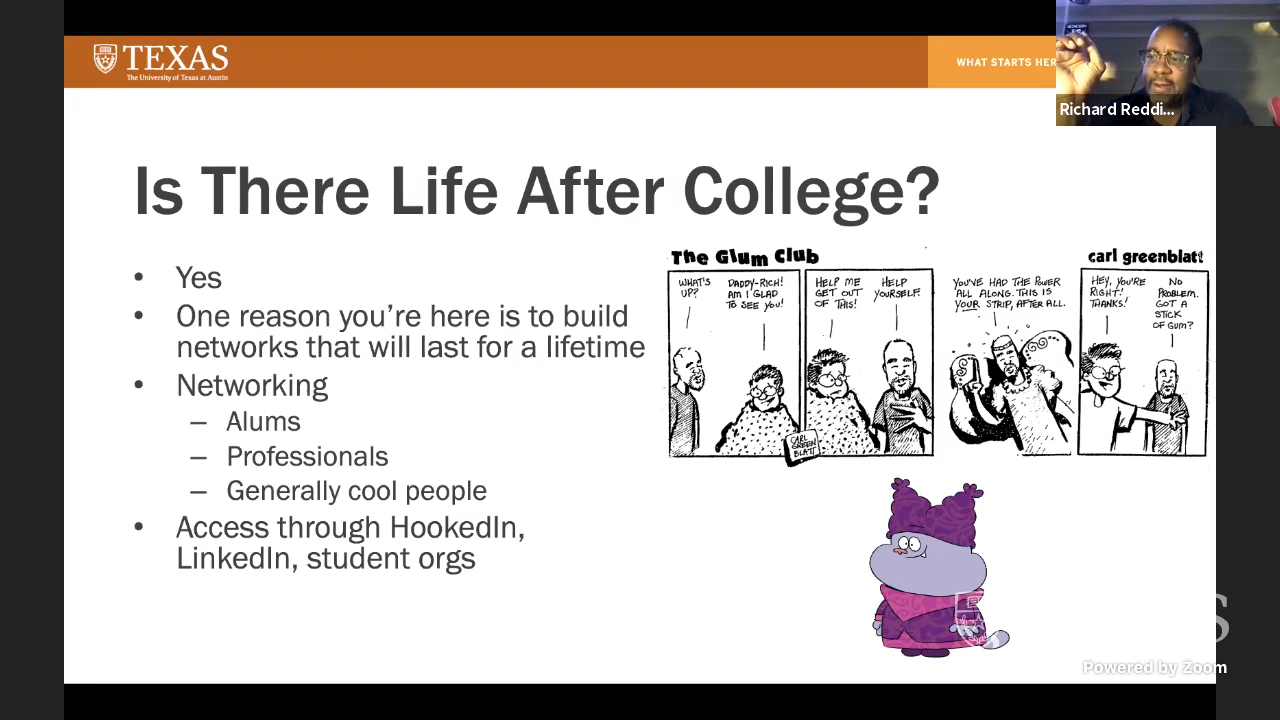 TEXAS
The University of Texas at Austin
WHAT STARTS HER
Richard Reddi...
Is There Life After College?
• Yes
• One reason you're here is to build
networks that will last for a lifetime
• Networking
– Alums
– Professionals
– Generally cool people
• Access through HookedIn,
LinkedIn, student orgs
The Glum Club
carl greenblatt
WHAT'S
UP?
DADDY-RICH!
AM I GLAD
TO SEE YOU!
HELP ME
GET OUT
OF THIS!
HELP
YOURSELF.
YOU'VE HAD THE POWER
ALL ALONG. THIS IS
YOUR STRIP, AFTER ALL.
HEY, YOU'RE
RIGHT!
THANKS!
NO
PROBLEM.
GOT A
STICK
OF GUM?
CARL
GREEN
BLATT
S
Powered by Zoom